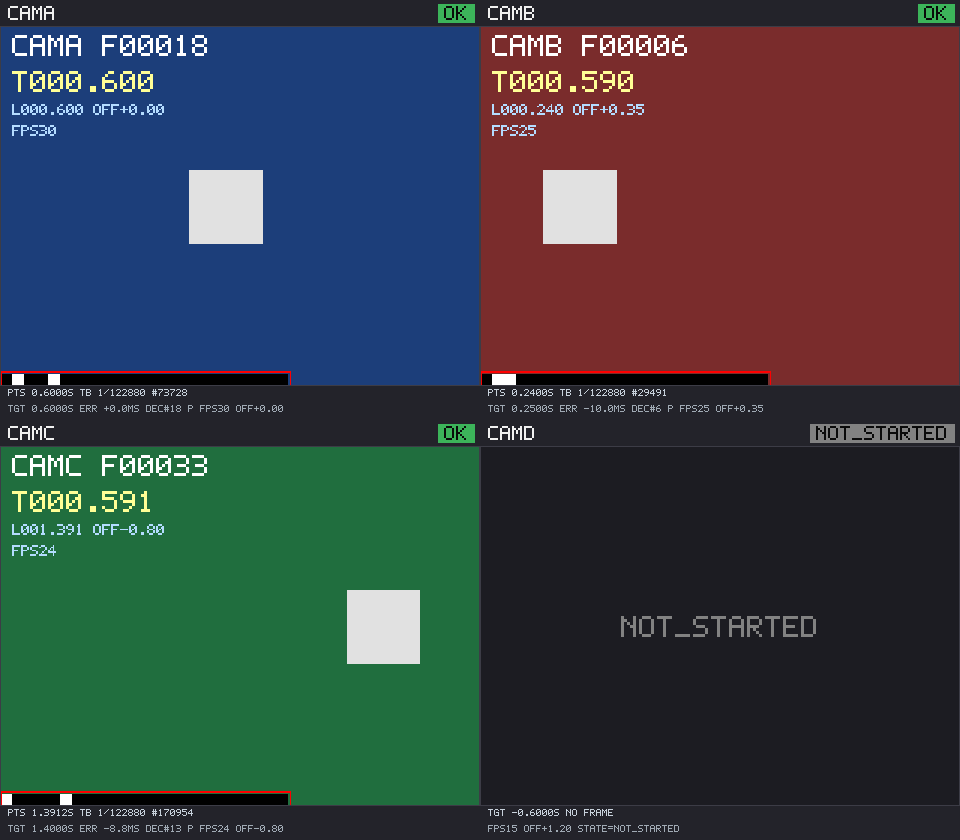 CAMA OK
CAMA F00018
T000.600
L000.600 OFF+0.00
FPS30
PTS 0.6000S TB 1/122880 #73728
TGT 0.6000S ERR +0.0MS DEC#18 P FPS30 OFF+0.00
CAMB OK
CAMB F00006
T000.590
L000.240 OFF+0.35
FPS25
PTS 0.2400S TB 1/122880 #29491
TGT 0.2500S ERR -10.0MS DEC#6 P FPS25 OFF+0.35
CAMC OK
CAMC F00033
T000.591
L001.391 OFF-0.80
FPS24
PTS 1.3912S TB 1/122880 #170954
TGT 1.4000S ERR -8.8MS DEC#13 P FPS24 OFF-0.80
CAMD NOT_STARTED
NOT_STARTED
TGT -0.6000S NO FRAME
FPS15 OFF+1.20 STATE=NOT_STARTED